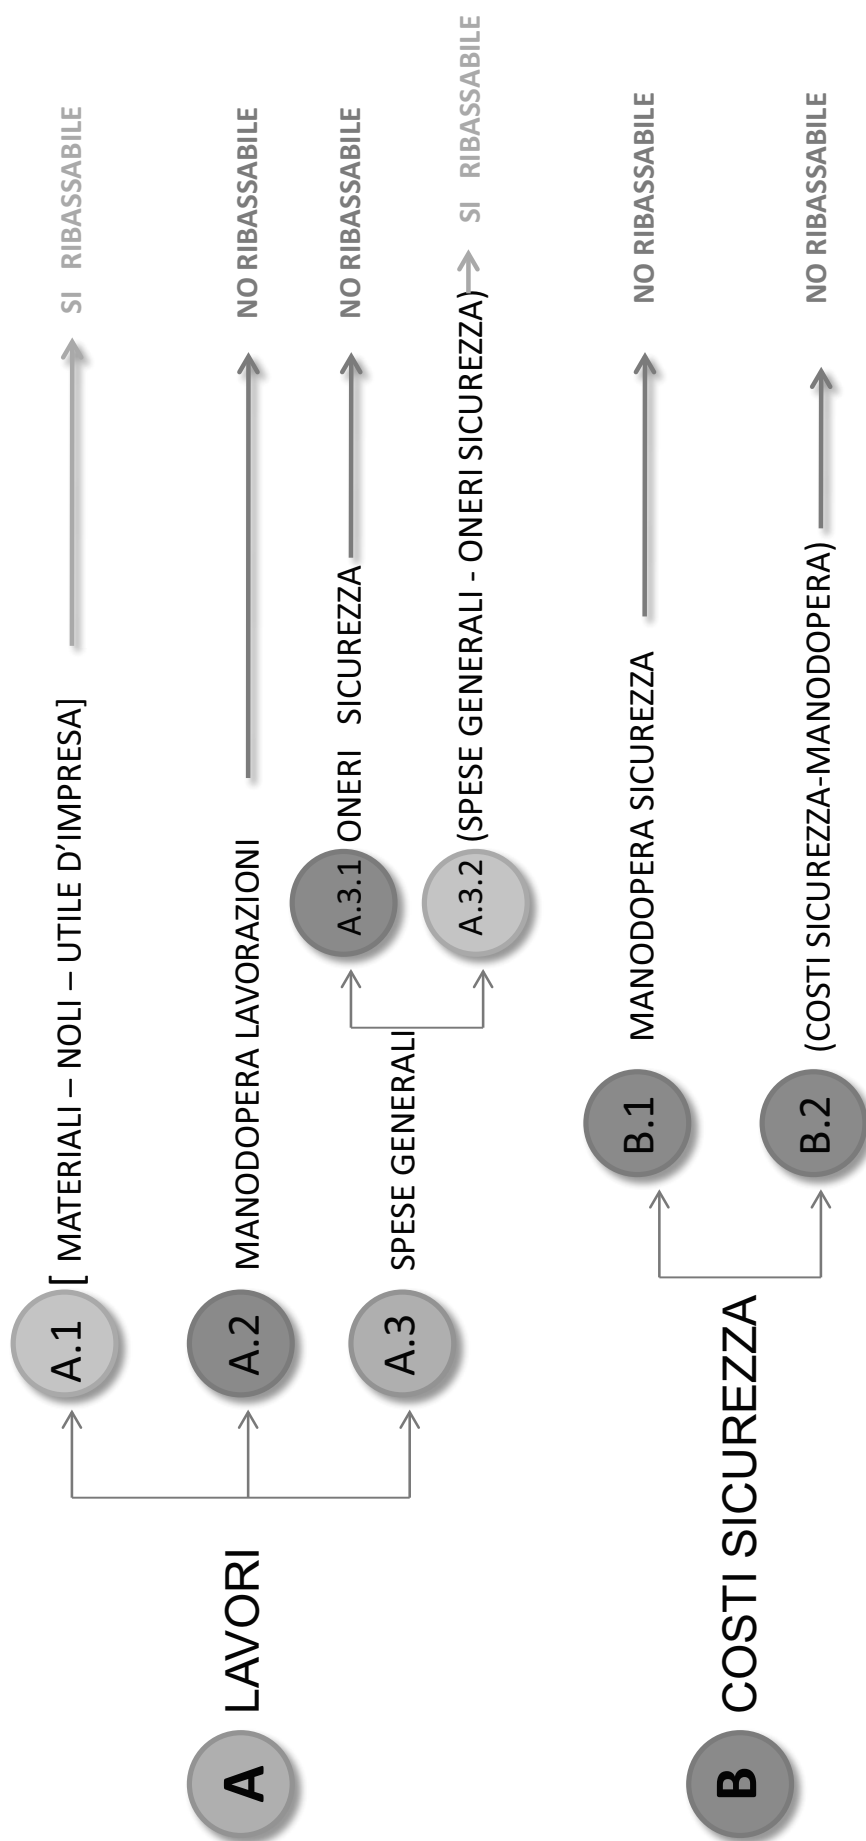 A LAVORI
A.1 [ MATERIALI – NOLI – UTILE D’IMPRESA] SI RIBASSABILE
A.2 MANODOPERA LAVORAZIONI NO RIBASSABILE
A.3 SPESE GENERALI
A.3.1 ONERI SICUREZZA NO RIBASSABILE
A.3.2 (SPESE GENERALI - ONERI SICUREZZA) SI RIBASSABILE
B COSTI SICUREZZA
B.1 MANODOPERA SICUREZZA NO RIBASSABILE
B.2 (COSTI SICUREZZA-MANODOPERA) NO RIBASSABILE